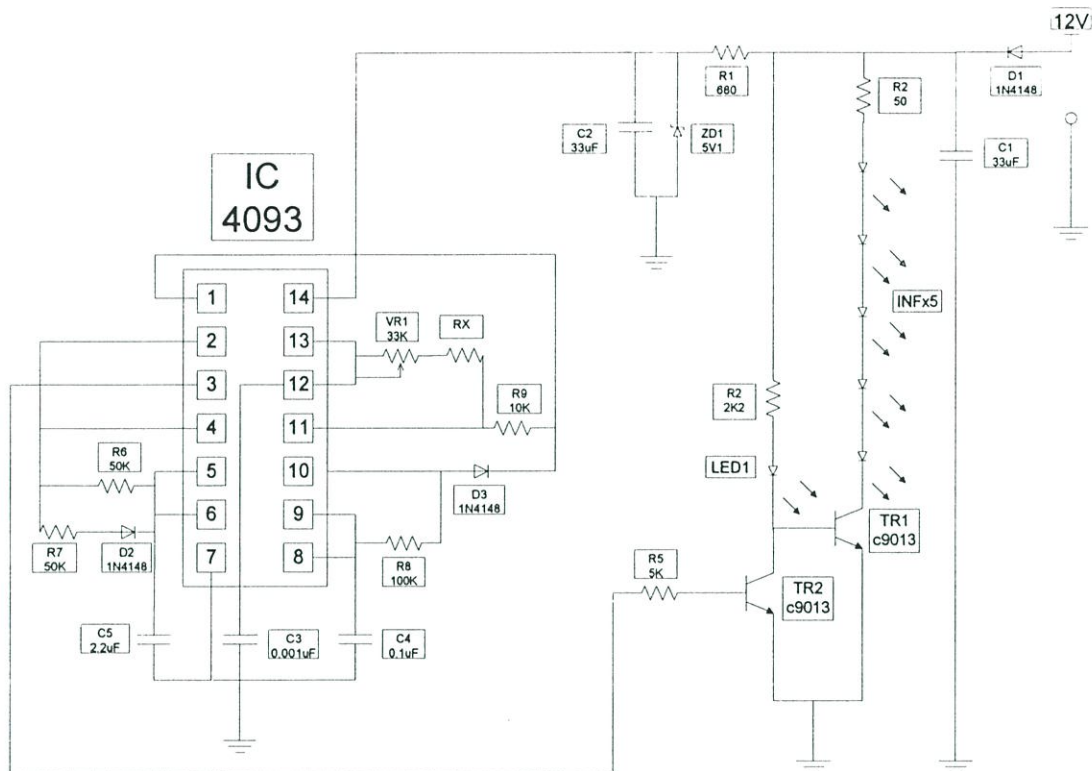 12V
R1
680
D1
1N4148
R2
50
C2
33uF
ZD1
5V1
C1
33uF
IC
4093
INFx5
1
14
VR1
33K
RX
2
13
3
12
R9
10K
R2
2K2
4
11
R6
50K
5
10
LED1
D3
1N4148
6
9
TR1
c9013
R7
50K
D2
1N4148
7
8
R8
100K
R5
5K
TR2
c9013
C5
2.2uF
C3
0.001uF
C4
0.1uF